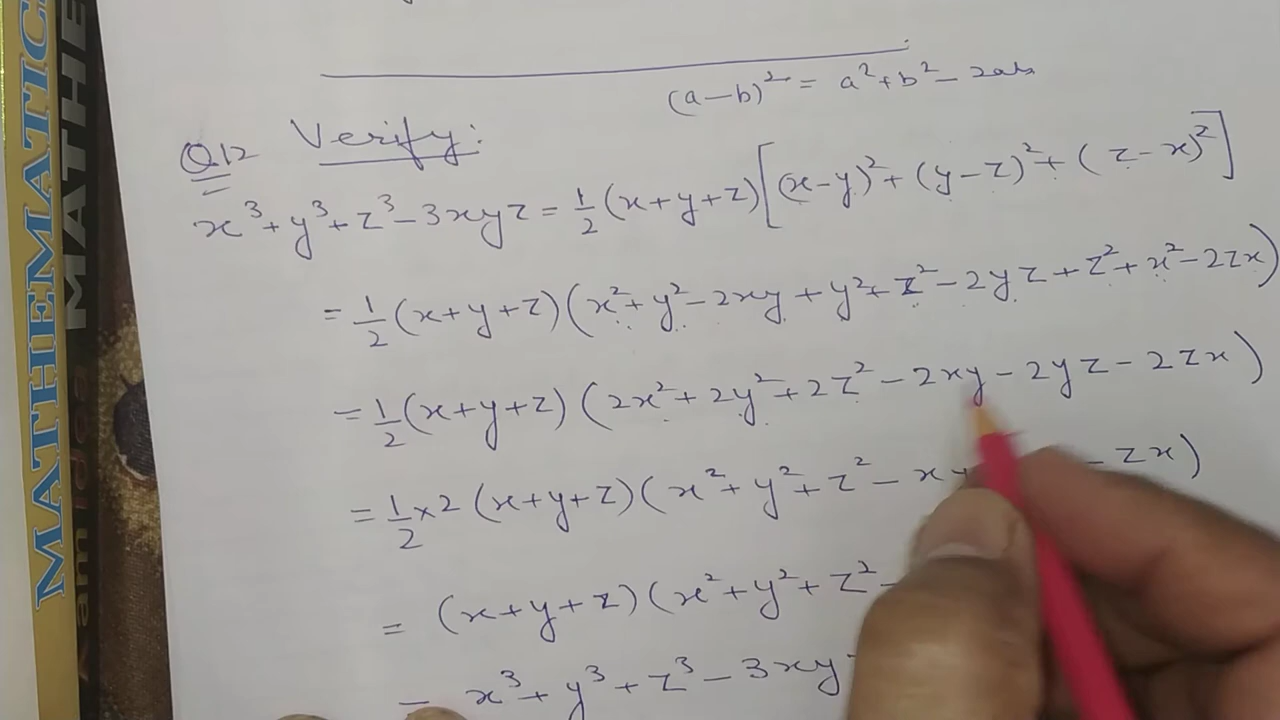 MATHEMATIC
MATHE
(a-b)² = a²+b²-2ab
Q12 Verify:
x³+y³+z³-3xyz = 1/2 (x+y+z)[(x-y)²+(y-z)²+(z-x)²]
= 1/2 (x+y+z)(x²+y²-2xy+y²+z²-2yz+z²+x²-2zx)
= 1/2 (x+y+z)(2x²+2y²+2z²-2xy-2yz-2zx)
= 1/2 ×2 (x+y+z)(x²+y²+z²-xy - zx)
= (x+y+z)(x²+y²+z²-
= x³+y³+z³-3xyz